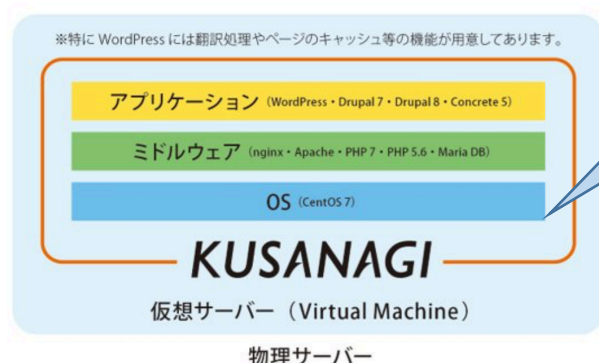 ※特に WordPress には翻訳処理やページのキャッシュ等の機能が用意してあります。
アプリケーション (WordPress・Drupal 7・Drupal 8・Concrete 5)
ミドルウェア (nginx・Apache・PHP 7・PHP 5.6・Maria DB)
OS (CentOS 7)
KUSANAGI
仮想サーバー (Virtual Machine)
物理サーバー